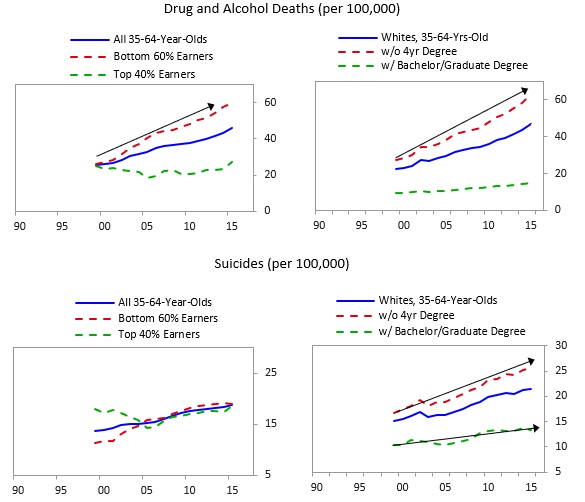 Drug and Alcohol Deaths (per 100,000)
All 35-64-Year-Olds
Bottom 60% Earners
Top 40% Earners
60
40
20
0
90 95 00 05 10 15
Whites, 35-64-Yrs-Old
w/o 4yr Degree
w/ Bachelor/Graduate Degree
60
40
20
0
90 95 00 05 10 15
Suicides (per 100,000)
All 35-64-Year-Olds
Bottom 60% Earners
Top 40% Earners
25
15
5
90 95 00 05 10 15
Whites, 35-64-Year-Olds
w/o 4yr Degree
w/ Bachelor/Graduate Degree
30
25
20
15
10
5
90 95 00 05 10 15